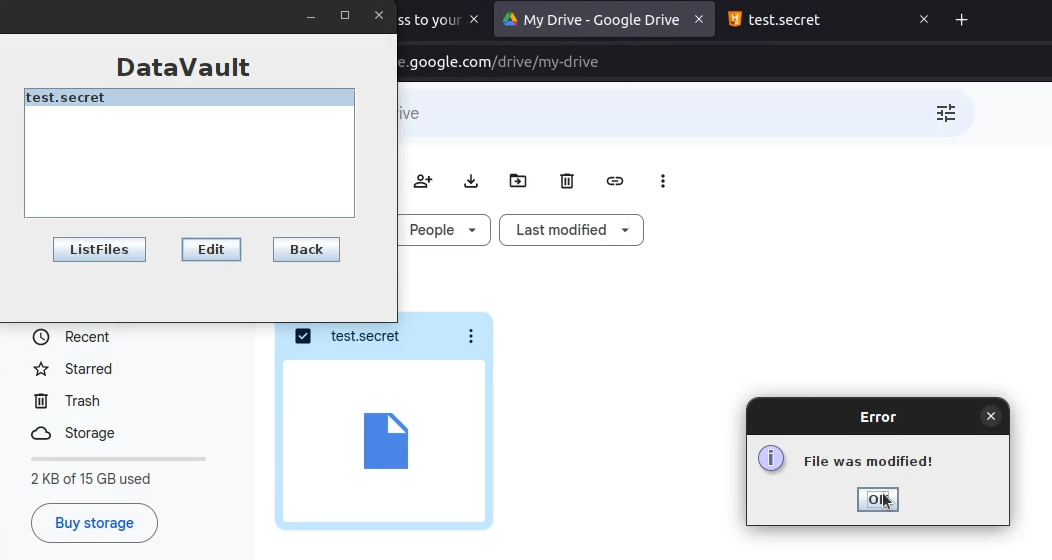 DataVault
test.secret
ListFiles
Edit
Back
ss to your
My Drive - Google Drive
test.secret
e.google.com/drive/my-drive
ive
People
Last modified
test.secret
Recent
Starred
Trash
Storage
2 KB of 15 GB used
Buy storage
Error
File was modified!
OK